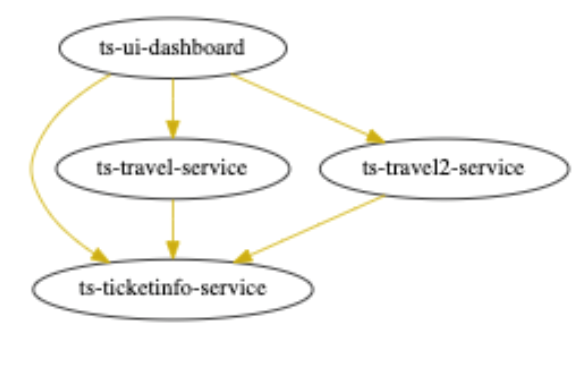 ts-ui-dashboard
ts-travel-service
ts-travel2-service
ts-ticketinfo-service